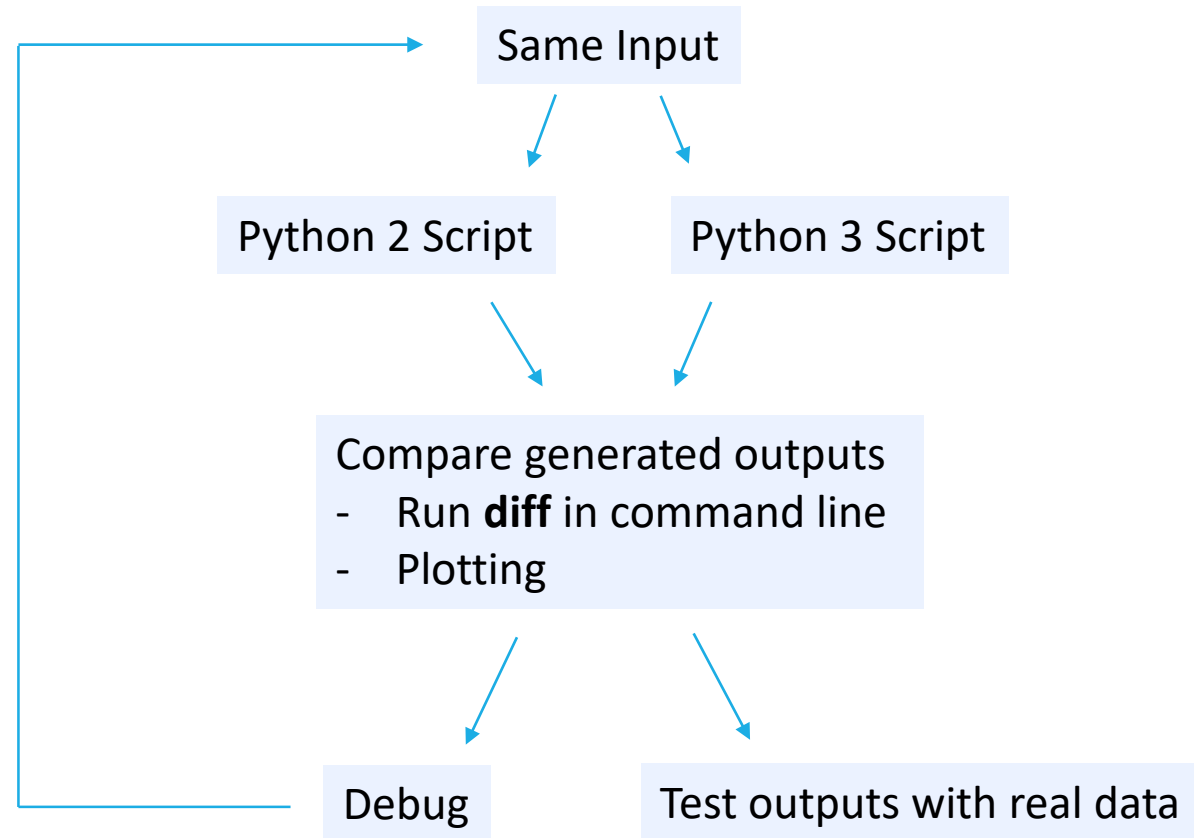 Same Input
Python 2 Script
Python 3 Script
Compare generated outputs
- Run diff in command line
- Plotting
Debug
Test outputs with real data